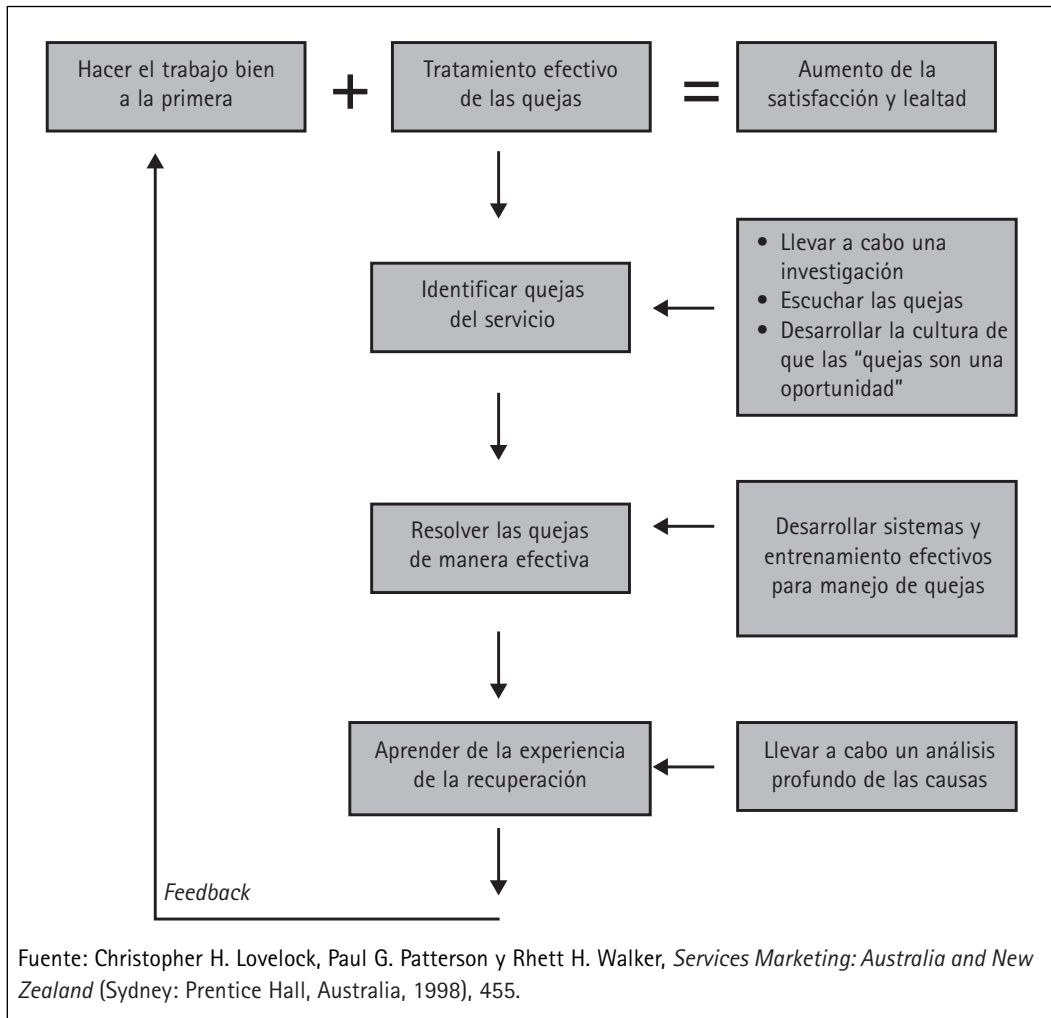 Hacer el trabajo bien
a la primera
+
Tratamiento efectivo
de las quejas
=
Aumento de la
satisfacción y lealtad
Identificar quejas
del servicio
• Llevar a cabo una
investigación
• Escuchar las quejas
• Desarrollar la cultura de
que las “quejas son una
oportunidad”
Resolver las quejas
de manera efectiva
Desarrollar sistemas y
entrenamiento efectivos
para manejo de quejas
Aprender de la experiencia
de la recuperación
Llevar a cabo un análisis
profundo de las causas
Feedback
Fuente: Christopher H. Lovelock, Paul G. Patterson y Rhett H. Walker, Services Marketing: Australia and New
Zealand (Sydney: Prentice Hall, Australia, 1998), 455.